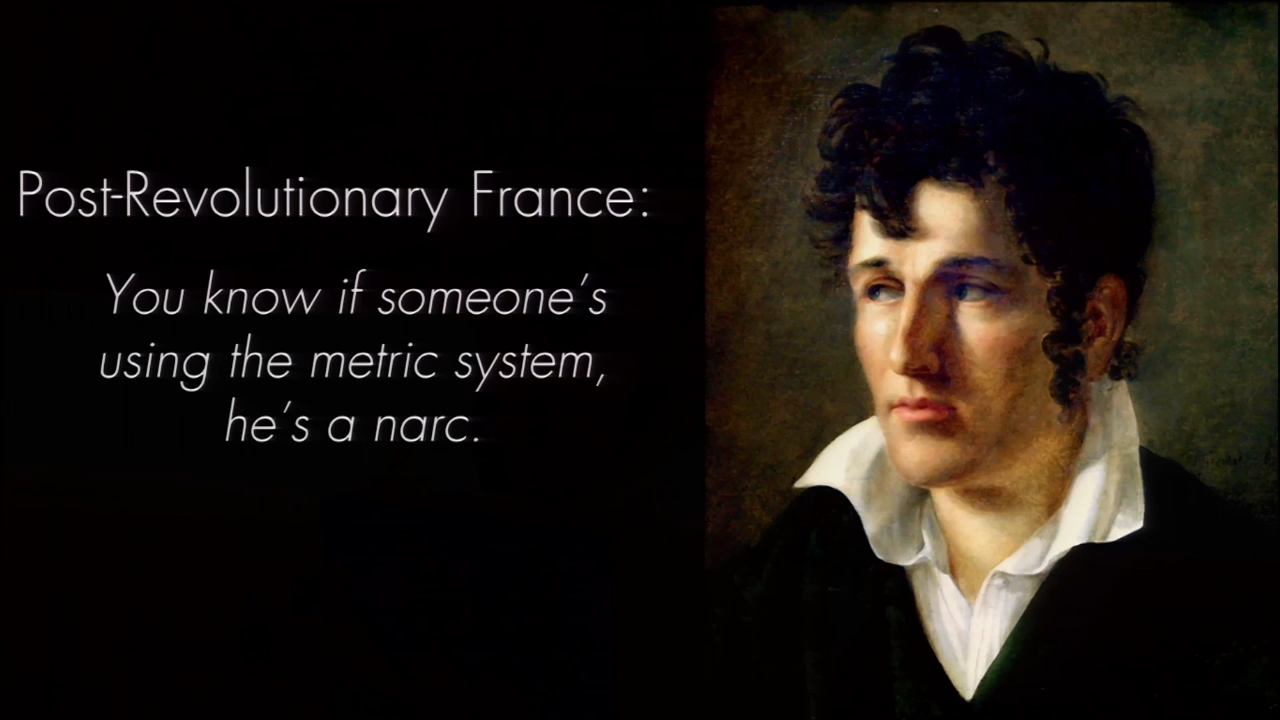 Post-Revolutionary France:
You know if someone’s
using the metric system,
he’s a narc.